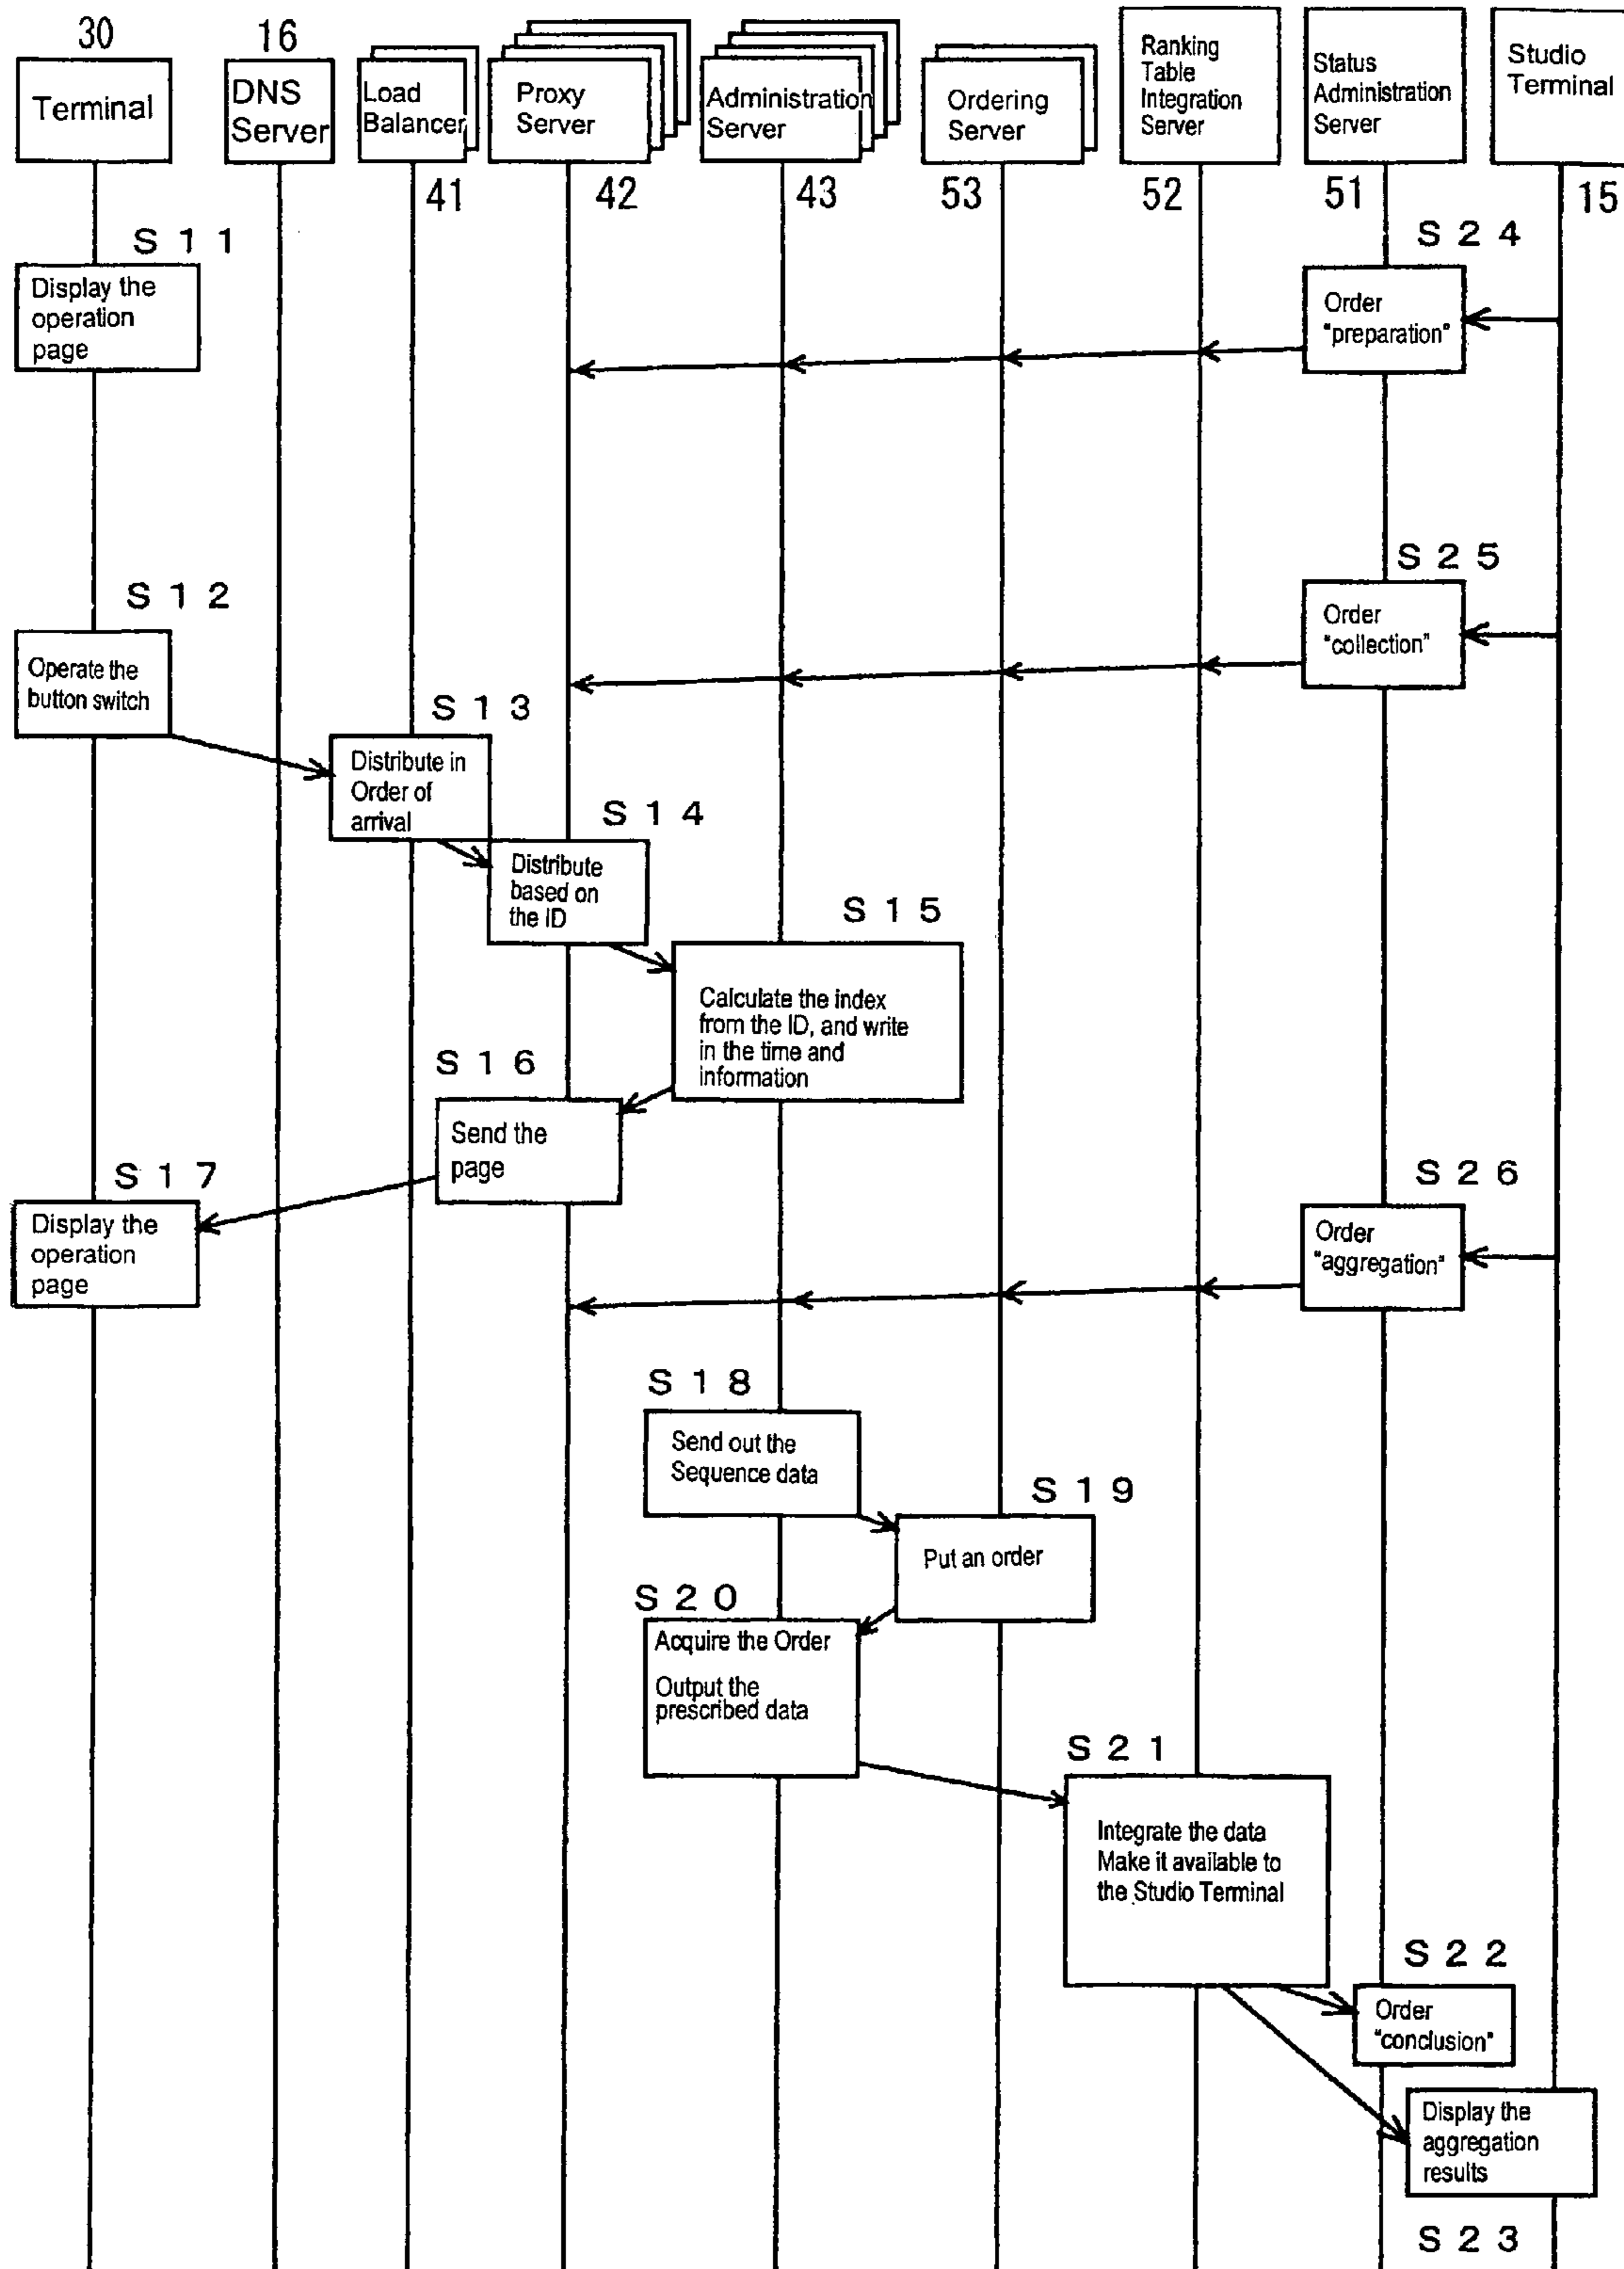 30
16
Terminal
DNS
Server
Load
Balancer
Proxy
Server
Administration
Server
Ordering
Server
Ranking
Table
Integration
Server
Status
Administration
Server
Studio
Terminal
41
42
43
53
52
51
15
S 1 1
S 2 4
Display the
operation
page
Order
"preparation"
S 2 5
S 1 2
Order
"collection"
Operate the
button switch
S 1 3
Distribute in
Order of
arrival
S 1 4
Distribute
based on
the ID
S 1 5
Calculate the index
from the ID, and write
in the time and
information
S 1 6
Send the
page
S 1 7
S 2 6
Display the
operation
page
Order
"aggregation"
S 1 8
Send out the
Sequence data
S 1 9
Put an order
S 2 0
Acquire the Order
Output the
prescribed data
S 2 1
Integrate the data
Make it available to
the Studio Terminal
S 2 2
Order
"conclusion"
Display the
aggregation
results
S 2 3